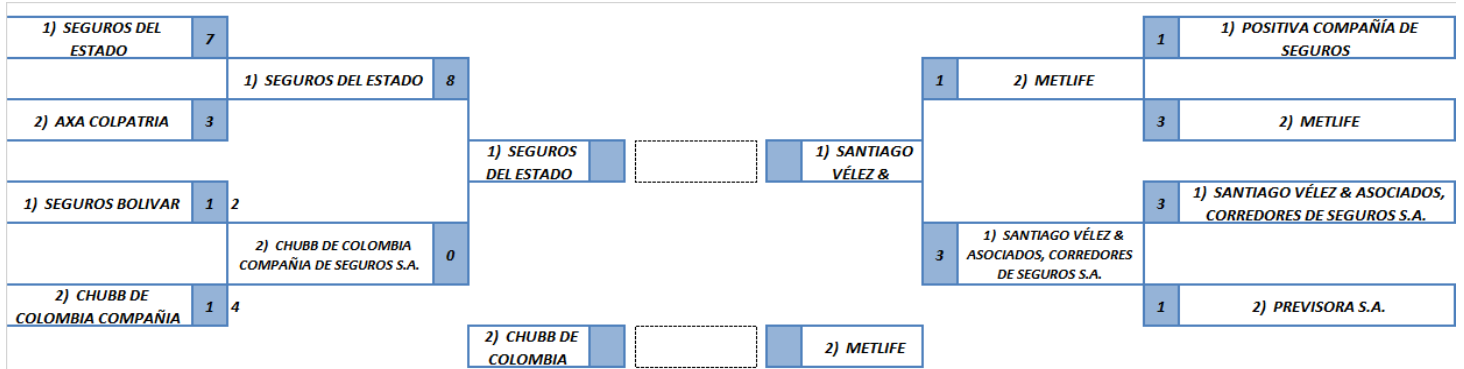 1) SEGUROS DEL
ESTADO
7
1
1) POSITIVA COMPAÑÍA DE
SEGUROS
1) SEGUROS DEL ESTADO
8
1
2) METLIFE
2) AXA COLPATRIA
3
3
2) METLIFE
1) SEGUROS
DEL ESTADO
1) SANTIAGO
VÉLEZ &
1) SEGUROS BOLIVAR
1
2
3
1) SANTIAGO VÉLEZ & ASOCIADOS,
CORREDORES DE SEGUROS S.A.
2) CHUBB DE COLOMBIA
COMPAÑIA DE SEGUROS S.A.
0
3
1) SANTIAGO VÉLEZ &
ASOCIADOS, CORREDORES
DE SEGUROS S.A.
2) CHUBB DE
COLOMBIA COMPAÑIA
1
4
1
2) PREVISORA S.A.
2) CHUBB DE
COLOMBIA
2) METLIFE